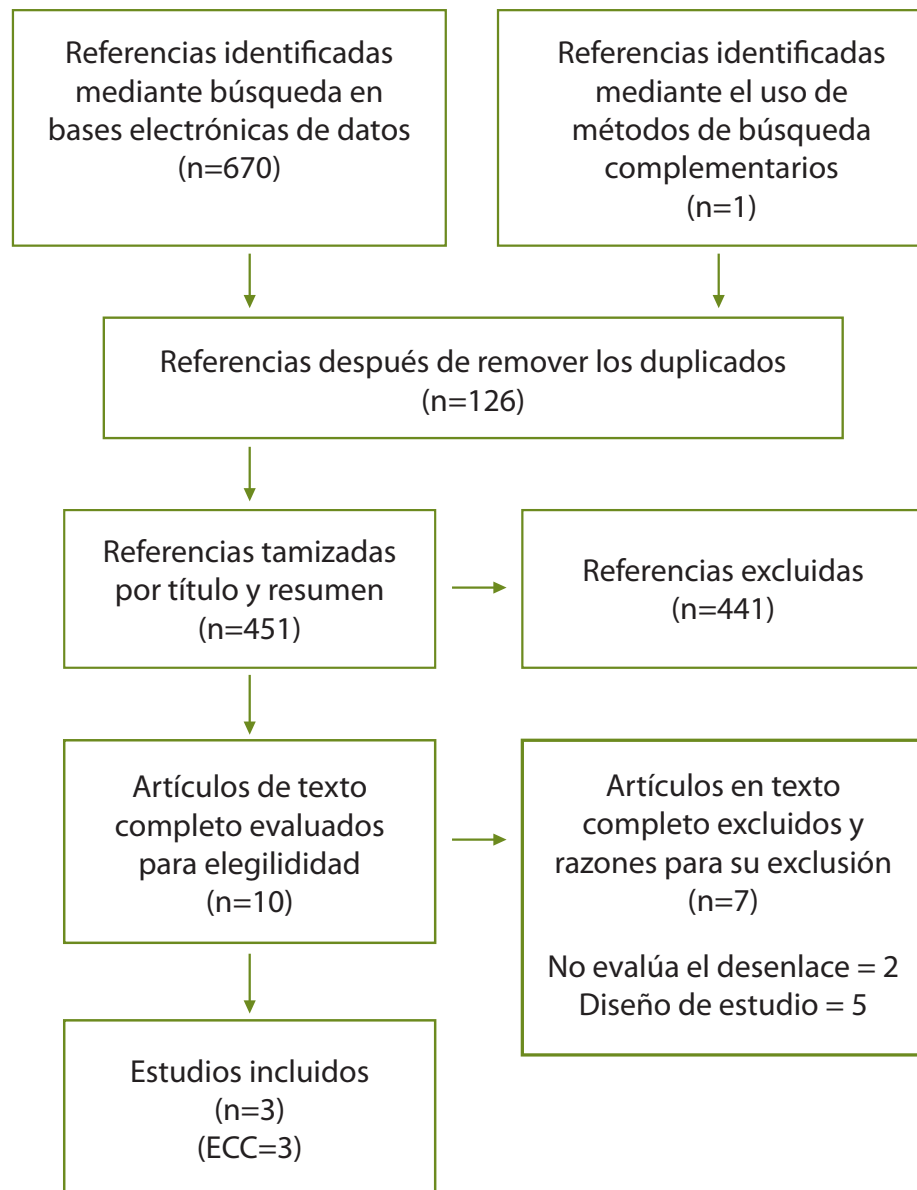 Referencias identificadas
mediante búsqueda en
bases electrónicas de datos
(n=670)
Referencias identificadas
mediante el uso de
métodos de búsqueda
complementarios
(n=1)
Referencias después de remover los duplicados
(n=126)
Referencias tamizadas
por título y resumen
(n=451)
Referencias excluidas
(n=441)
Artículos de texto
completo evaluados
para elegilididad
(n=10)
Artículos en texto
completo excluidos y
razones para su exclusión
(n=7)
No evalúa el desenlace = 2
Diseño de estudio = 5
Estudios incluidos
(n=3)
(ECC=3)